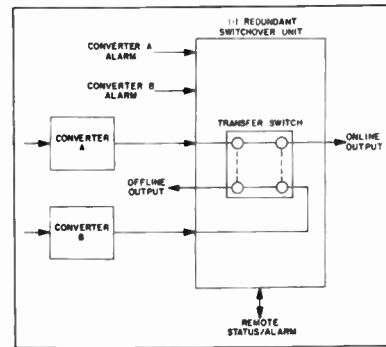 (1:1) REDUNDANT
SWITCHOVER UNIT
CONVERTER A
ALARM
CONVERTER B
ALARM
TRANSFER SWITCH
CONVERTER
A
ONLINE
OUTPUT
OFFLINE
OUTPUT
CONVERTER
B
REMOTE
STATUS/ALARM